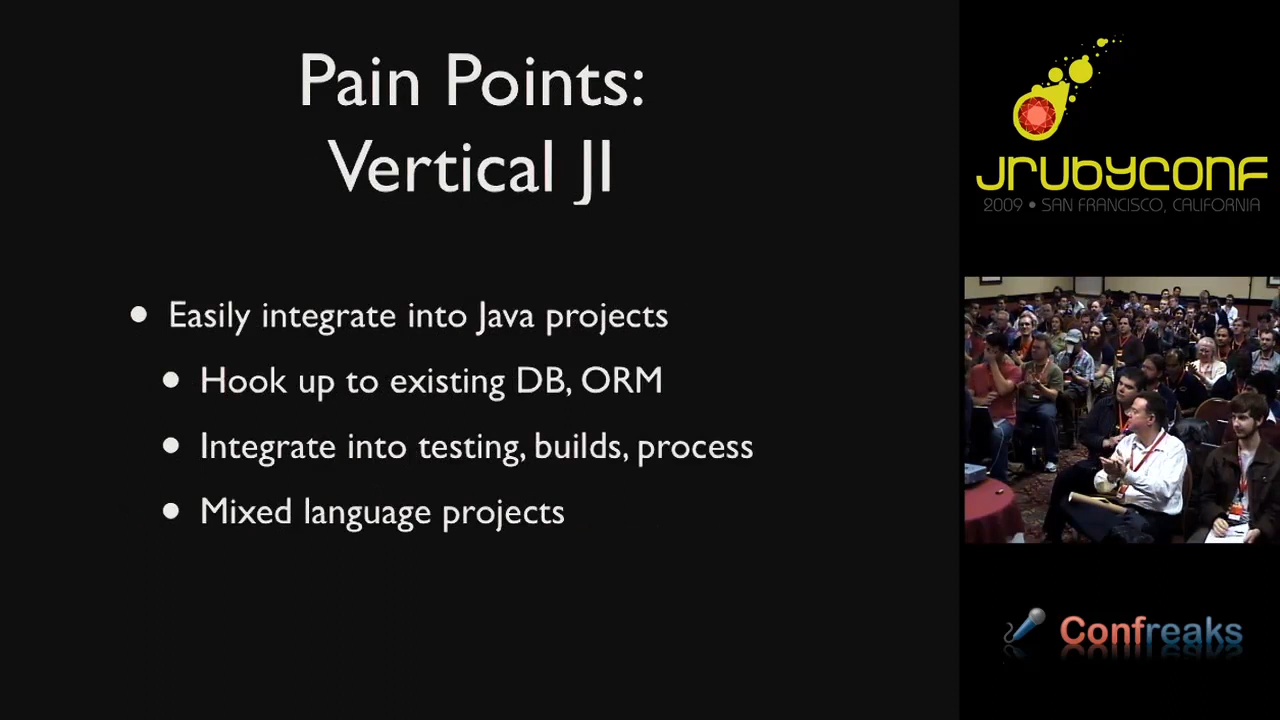 Pain Points:
Vertical JI
• Easily integrate into Java projects
• Hook up to existing DB, ORM
• Integrate into testing, builds, process
• Mixed language projects
JRubyConf
2009 • SAN FRANCISCO, CALIFORNIA
Confreaks